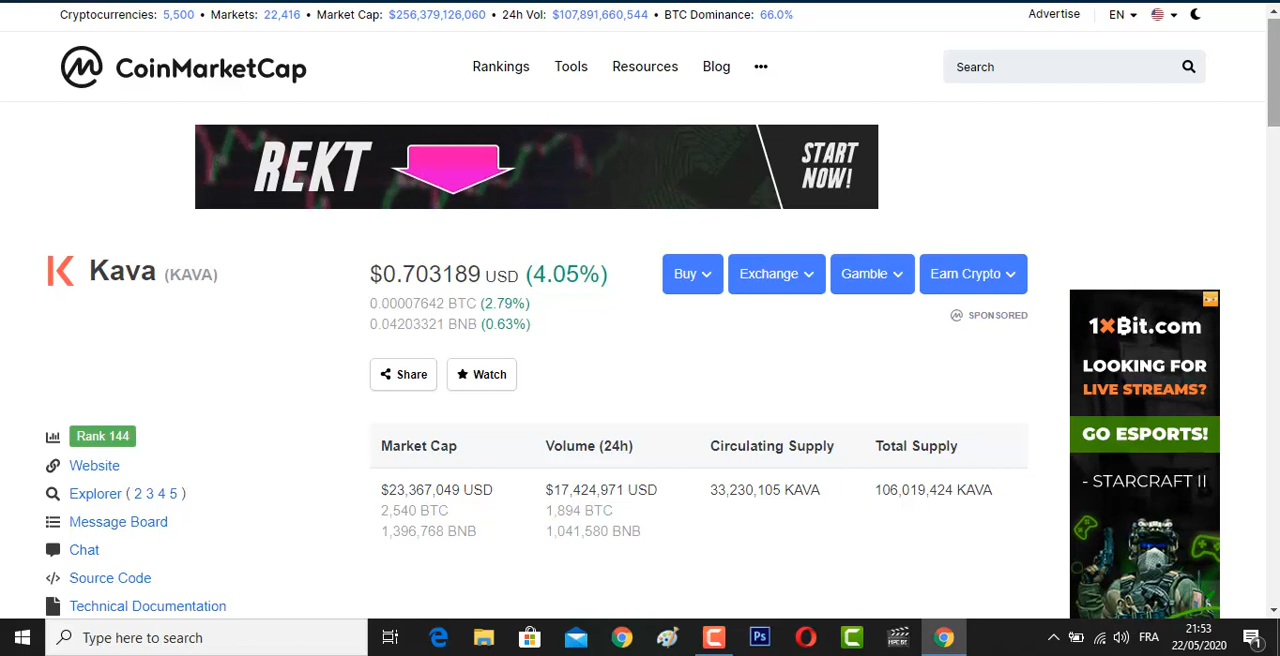 Cryptocurrencies: 5,500 • Markets: 22,416 • Market Cap: $256,379,126,060 • 24h Vol: $107,891,660,544 • BTC Dominance: 66.0% Advertise EN
CoinMarketCap Rankings Tools Resources Blog ••• Search
REKT START NOW!
Kava (KAVA) $0.703189 USD (4.05%) Buy Exchange Gamble Earn Crypto
0.00007642 BTC (2.79%)
0.04203321 BNB (0.63%)
SPONSORED
Share Watch
Rank 144
Website
Explorer ( 2 3 4 5 )
Message Board
Chat
Source Code
Technical Documentation
Market Cap Volume (24h) Circulating Supply Total Supply
$23,367,049 USD $17,424,971 USD 33,230,105 KAVA 106,019,424 KAVA
2,540 BTC 1,894 BTC
1,396,768 BNB 1,041,580 BNB
1xBit.com
LOOKING FOR
LIVE STREAMS?
GO ESPORTS!
- STARCRAFT II
Type here to search
Ps
FRA
21:53
22/05/2020
1